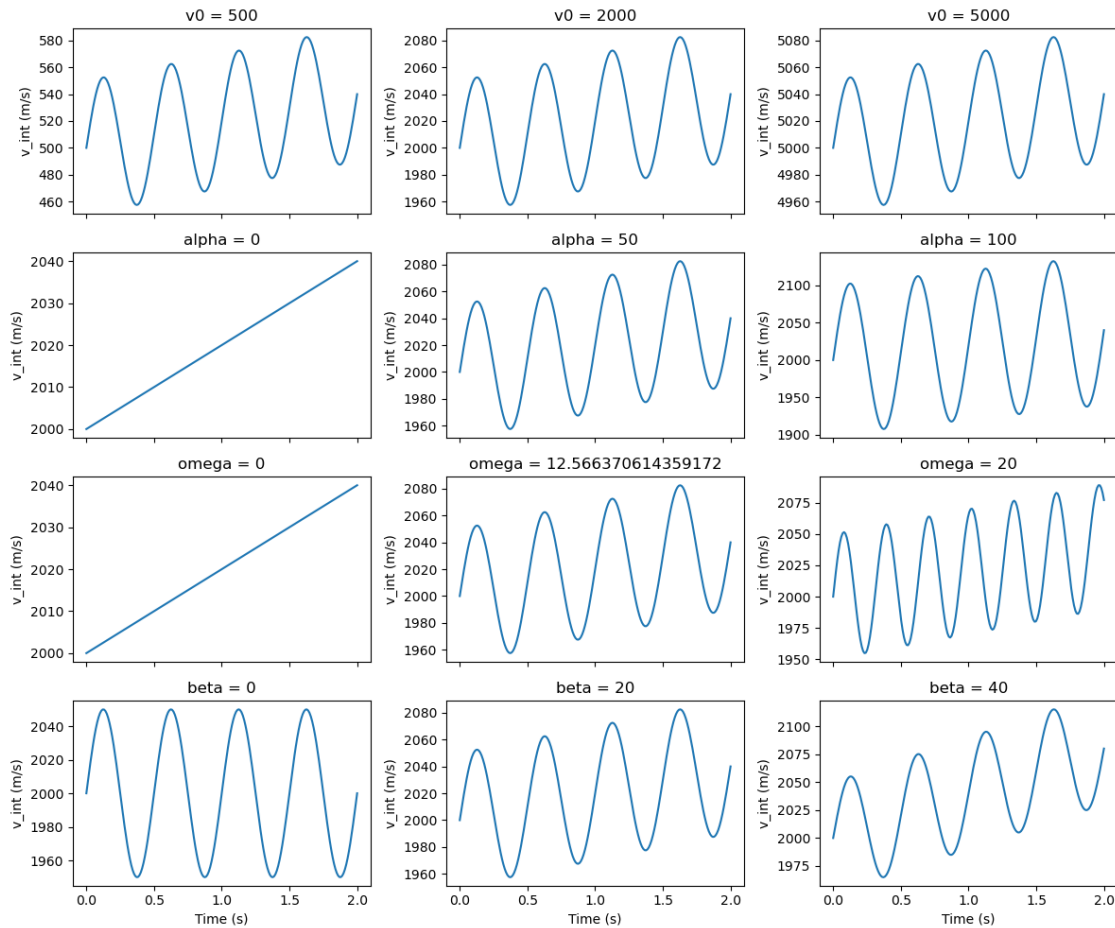 v0 = 500
v0 = 2000
v0 = 5000
v_int (m/s)
580
560
540
520
500
480
460
v_int (m/s)
2080
2060
2040
2020
2000
1980
1960
v_int (m/s)
5080
5060
5040
5020
5000
4980
4960
alpha = 0
alpha = 50
alpha = 100
v_int (m/s)
2040
2030
2020
2010
2000
v_int (m/s)
2080
2060
2040
2020
2000
1980
1960
v_int (m/s)
2100
2050
2000
1950
1900
omega = 0
omega = 12.566370614359172
omega = 20
v_int (m/s)
2040
2030
2020
2010
2000
v_int (m/s)
2080
2060
2040
2020
2000
1980
1960
v_int (m/s)
2075
2050
2025
2000
1975
1950
beta = 0
beta = 20
beta = 40
v_int (m/s)
2040
2020
2000
1980
1960
v_int (m/s)
2080
2060
2040
2020
2000
1980
1960
v_int (m/s)
2100
2075
2050
2025
2000
1975
0.0 0.5 1.0 1.5 2.0
0.0 0.5 1.0 1.5 2.0
0.0 0.5 1.0 1.5 2.0
Time (s)
Time (s)
Time (s)